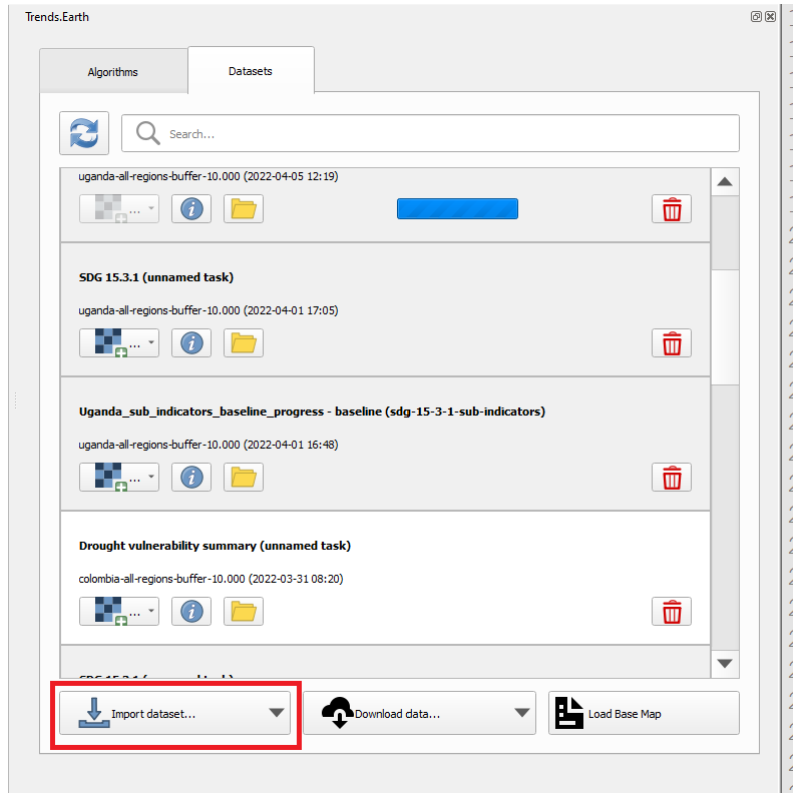 Trends.Earth
Algorithms
Datasets
Search...
uganda-all-regions-buffer-10.000 (2022-04-05 12:19)
...
SDG 15.3.1 (unnamed task)
uganda-all-regions-buffer-10.000 (2022-04-01 17:05)
...
Uganda_sub_indicators_baseline_progress - baseline (sdg-15-3-1-sub-indicators)
uganda-all-regions-buffer-10.000 (2022-04-01 16:48)
...
Drought vulnerability summary (unnamed task)
colombia-all-regions-buffer-10.000 (2022-03-31 08:20)
...
Import dataset...
Download data...
Load Base Map